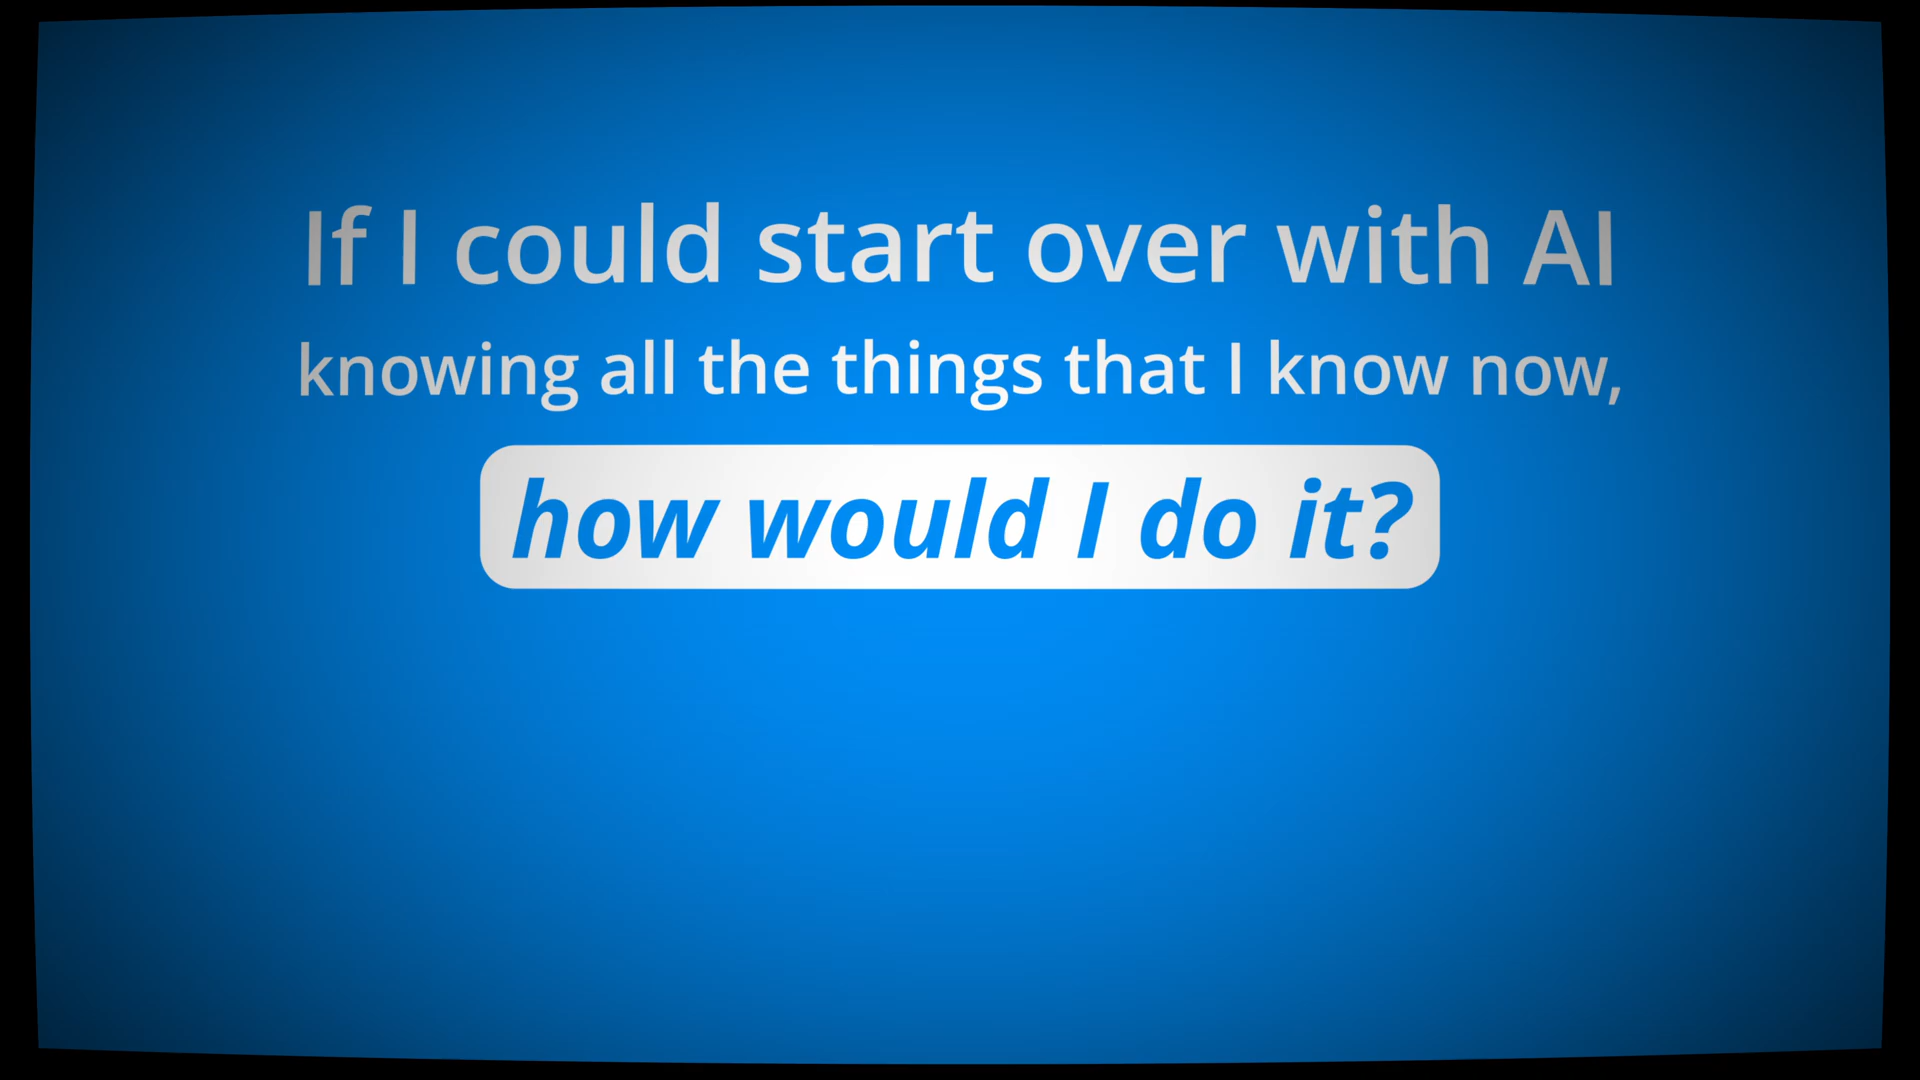 If I could start over with AI
knowing all the things that I know now,
how would I do it?